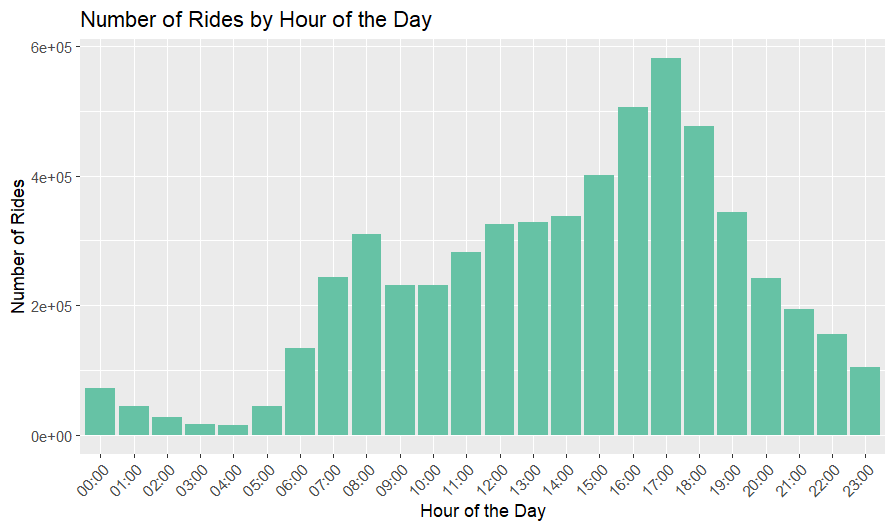 Number of Rides by Hour of the Day
Number of Rides
6e+05
4e+05
2e+05
0e+00
00:00 01:00 02:00 03:00 04:00 05:00 06:00 07:00 08:00 09:00 10:00 11:00 12:00 13:00 14:00 15:00 16:00 17:00 18:00 19:00 20:00 21:00 22:00 23:00
Hour of the Day